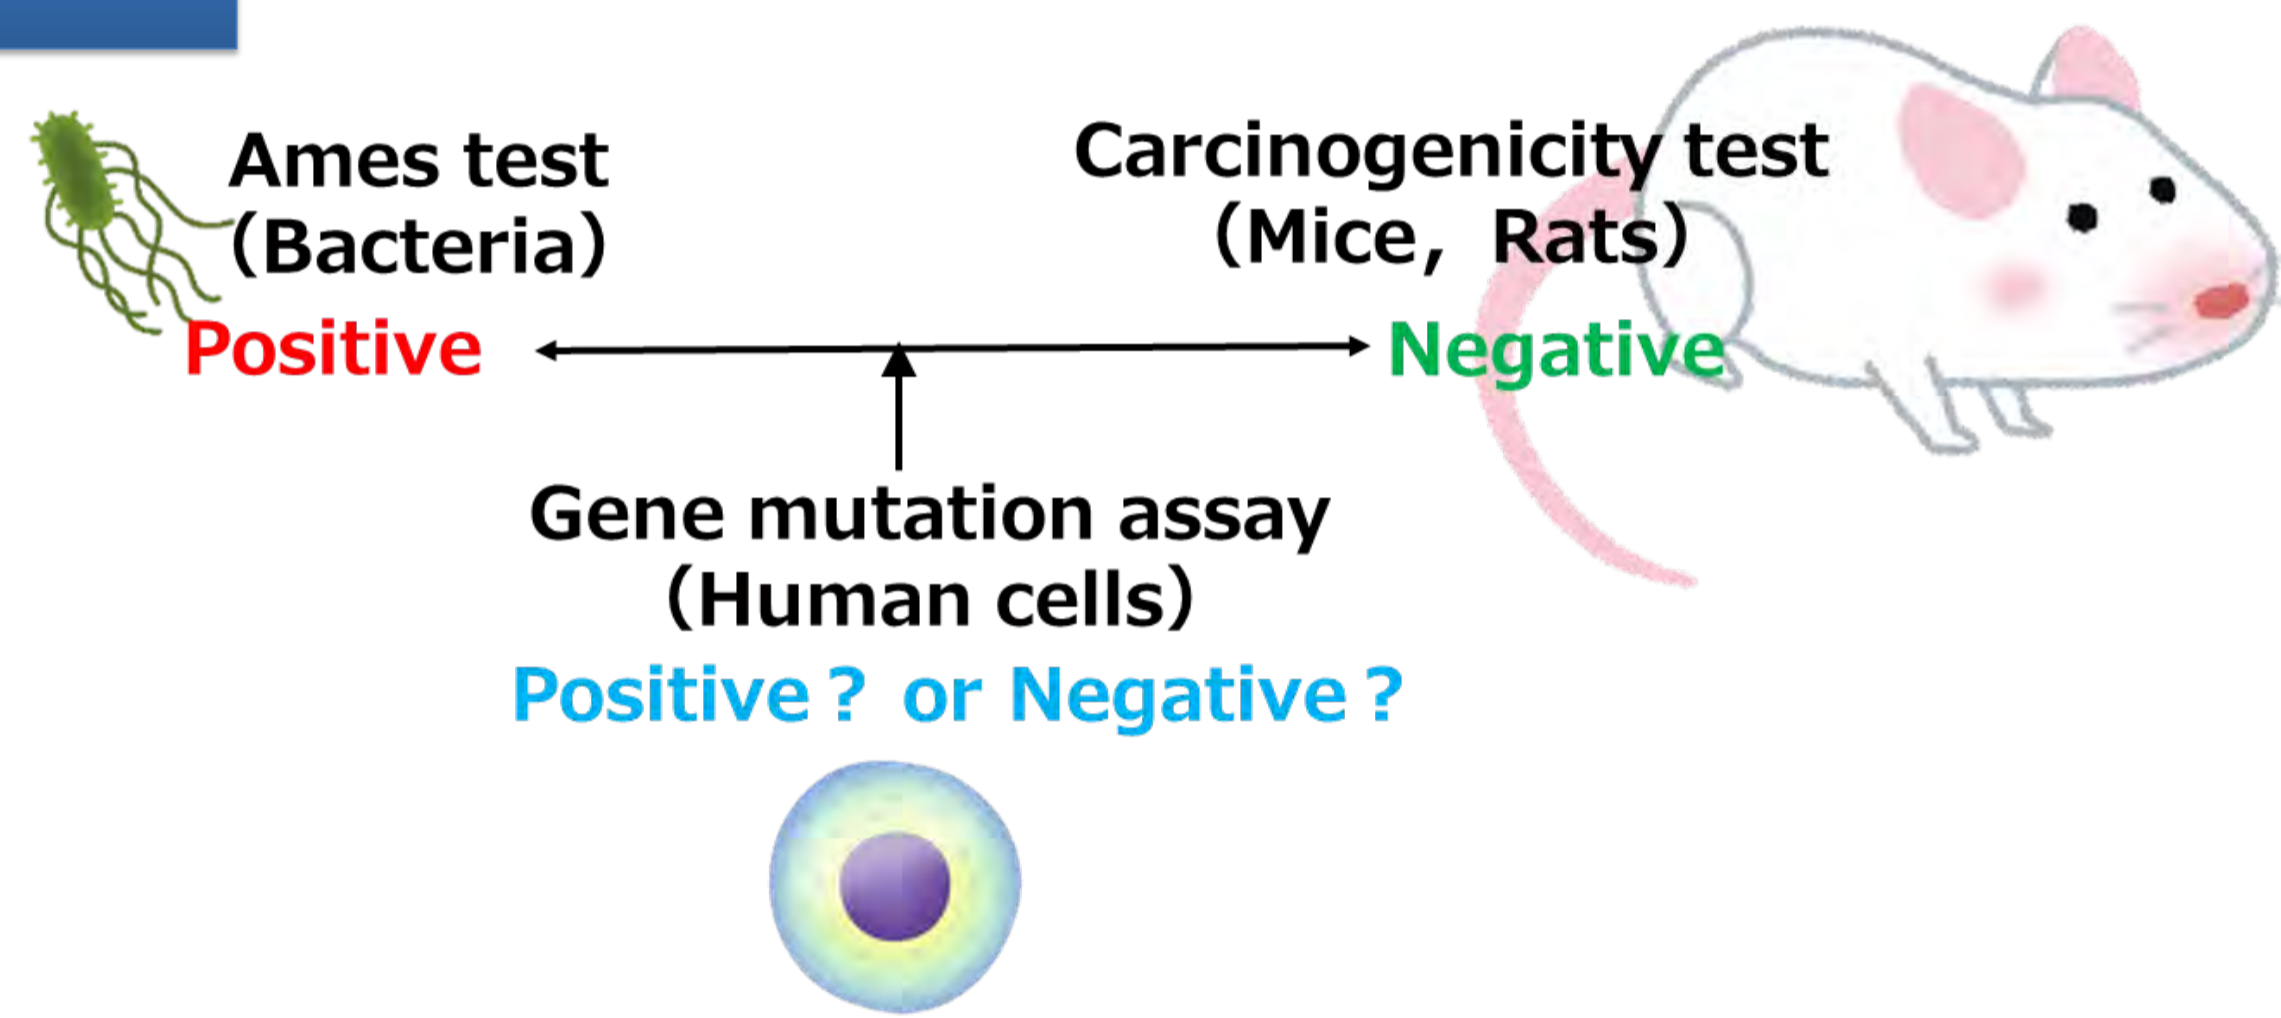 Ames test
（Bacteria）
Positive
Carcinogenicity test
（Mice，Rats）
Negative
Gene mutation assay
（Human cells）
Positive？ or Negative？